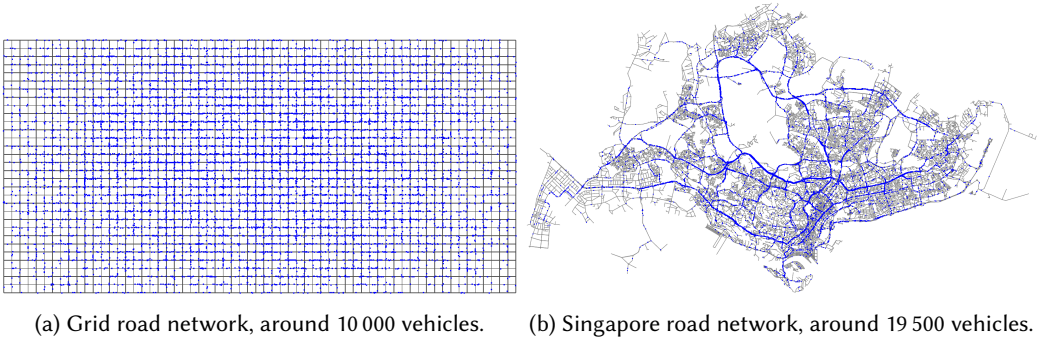 (a) Grid road network, around 10 000 vehicles.
(b) Singapore road network, around 19 500 vehicles.